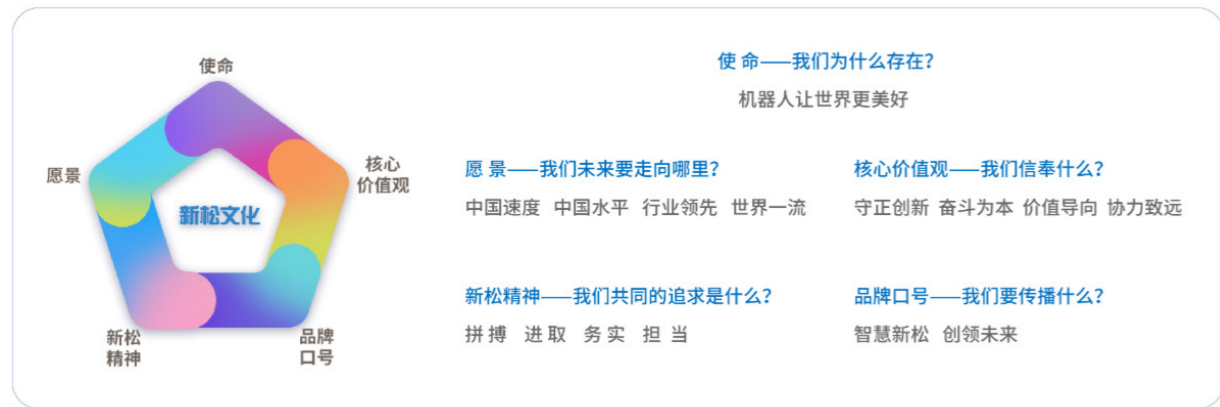 使命
愿景
核心
价值观
新松文化
新松
精神
品牌
口号
使 命——我们为什么存在？
机器人让世界更美好
愿 景——我们未来要走向哪里？
中国速度 中国水平 行业领先 世界一流
核心价值观——我们信奉什么？
守正创新 奋斗为本 价值导向 协力致远
新松精神——我们共同的追求是什么？
拼 搏 进 取 务 实 担 当
品牌口号——我们要传播什么？
智慧新松 创领未来